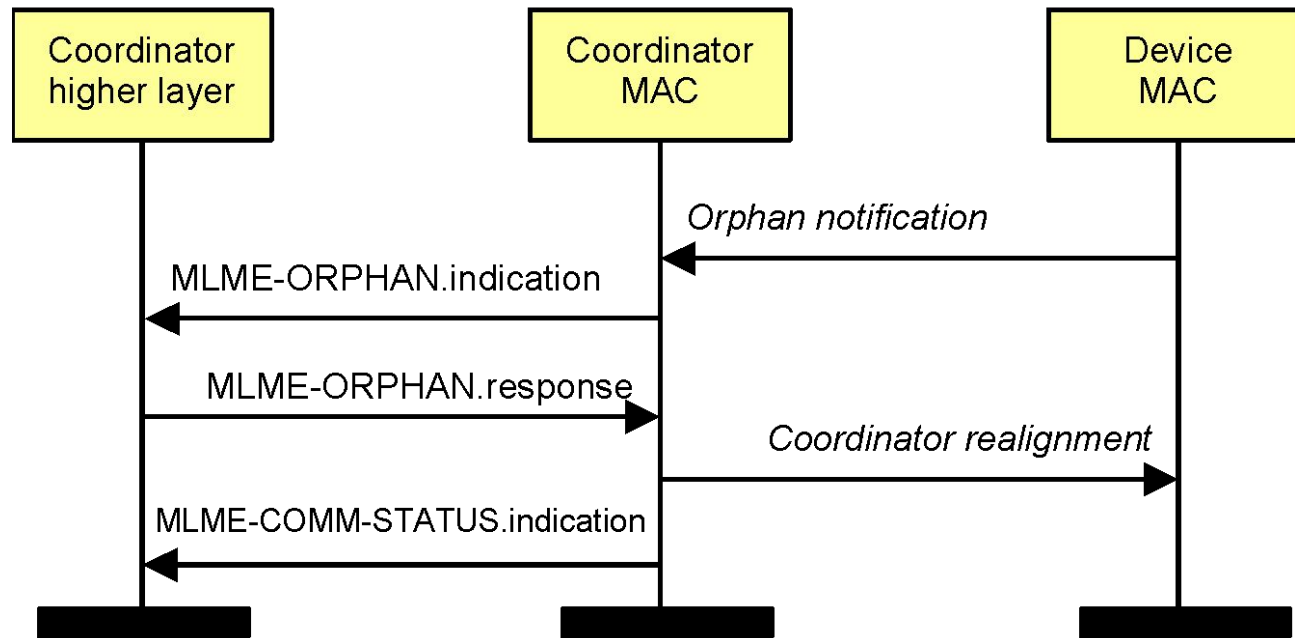 Coordinator
higher layer
Coordinator
MAC
Device
MAC
Orphan notification
MLME-ORPHAN.indication
MLME-ORPHAN.response
Coordinator realignment
MLME-COMM-STATUS.indication